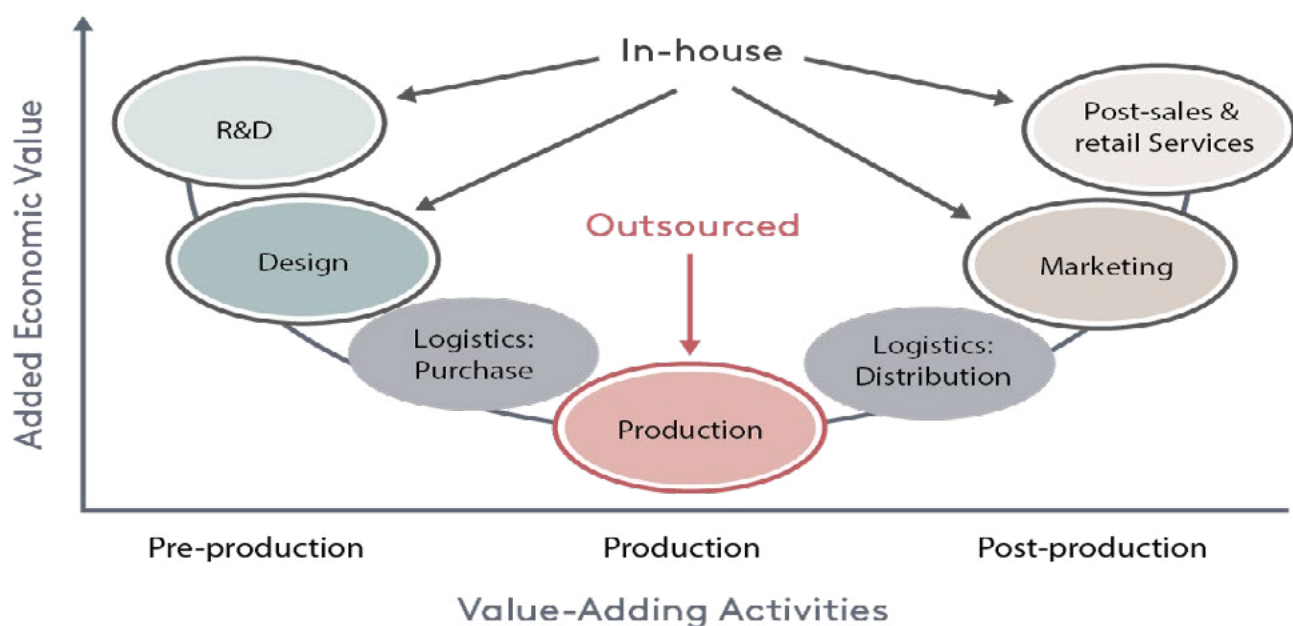 In-house
R&D
Post-sales &
retail Services
Outsourced
Design
Marketing
Logistics:
Purchase
Logistics:
Distribution
Production
Added Economic Value
Pre-production
Production
Post-production
Value-Adding Activities